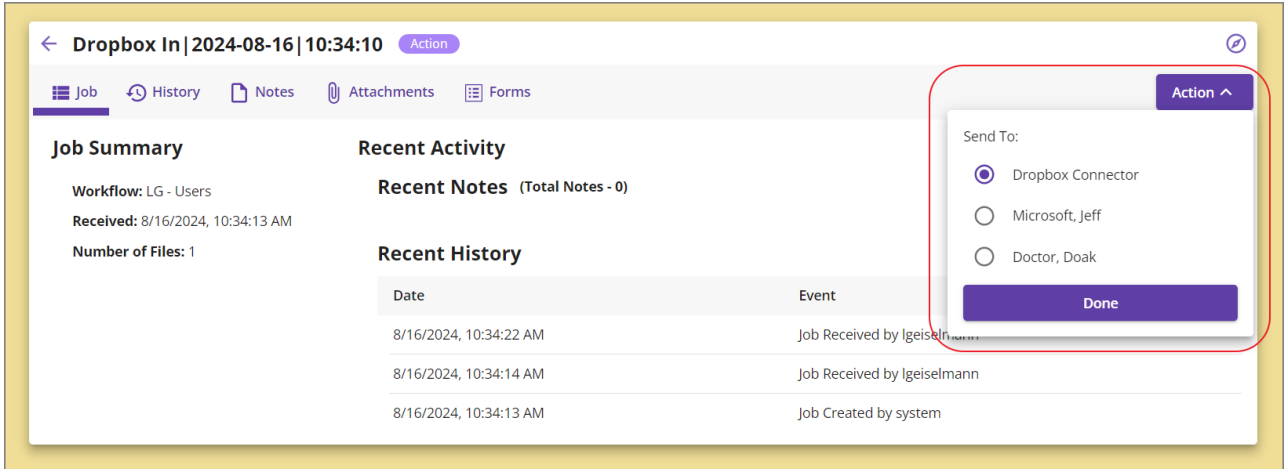 Dropbox In|2024-08-16|10:34:10 Action
Job History Notes Attachments Forms Action
Job Summary
Workflow: LG - Users
Received: 8/16/2024, 10:34:13 AM
Number of Files: 1
Recent Activity
Recent Notes (Total Notes - 0)
Recent History
Date Event
8/16/2024, 10:34:22 AM Job Received by lgeiselmann
8/16/2024, 10:34:14 AM Job Received by lgeiselmann
8/16/2024, 10:34:13 AM Job Created by system
Send To:
Dropbox Connector
Microsoft, Jeff
Doctor, Doak
Done